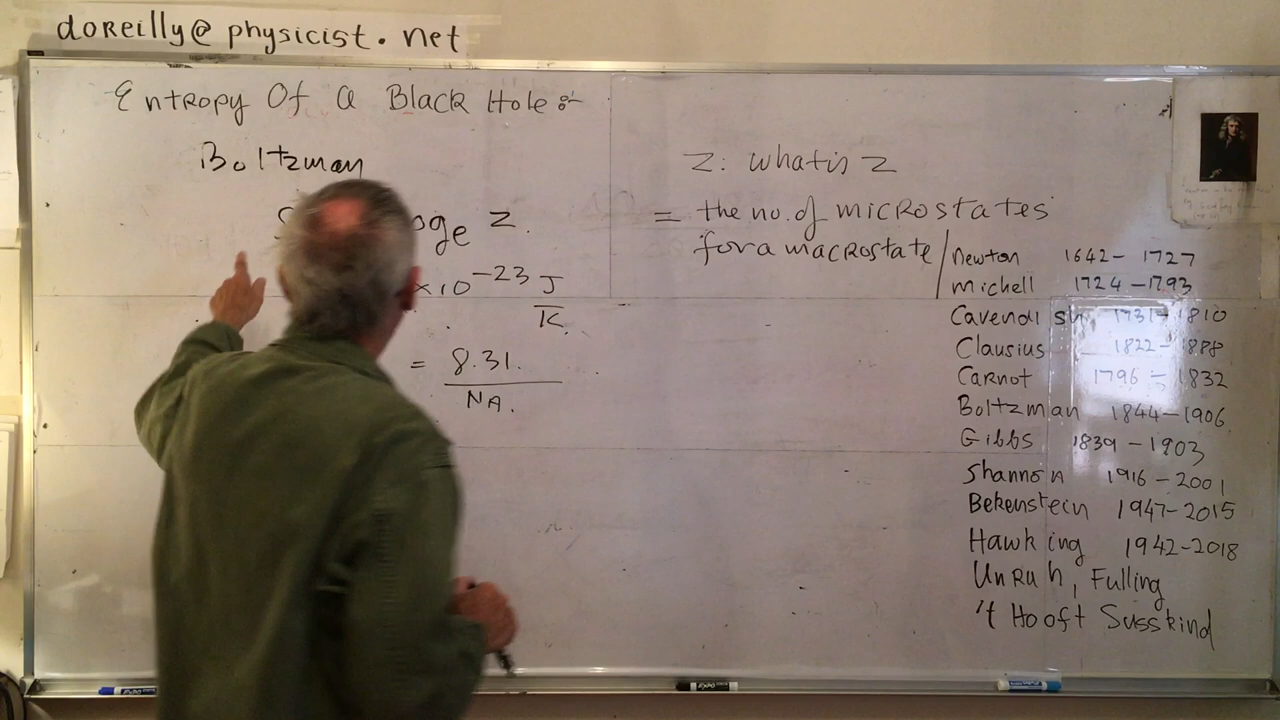 doreilly@physicist.net
Entropy Of a Black Hole :-
Boltzman
z.
×10^-23 J
K
= 8.31.
NA.
z: what is z
= the no. of microstates
for a macrostate
Newton 1642 - 1727
Michell 1724 - 1793
Cavendish 1731 - 1810
Clausius 1822 - 1888
Carnot 1796 - 1832
Boltzman 1844 - 1906
Gibbs 1839 - 1903
Shannon 1916 - 2001
Bekenstein 1947 - 2015
Hawking 1942 - 2018
Unruh, Fulling
't Hooft Susskind